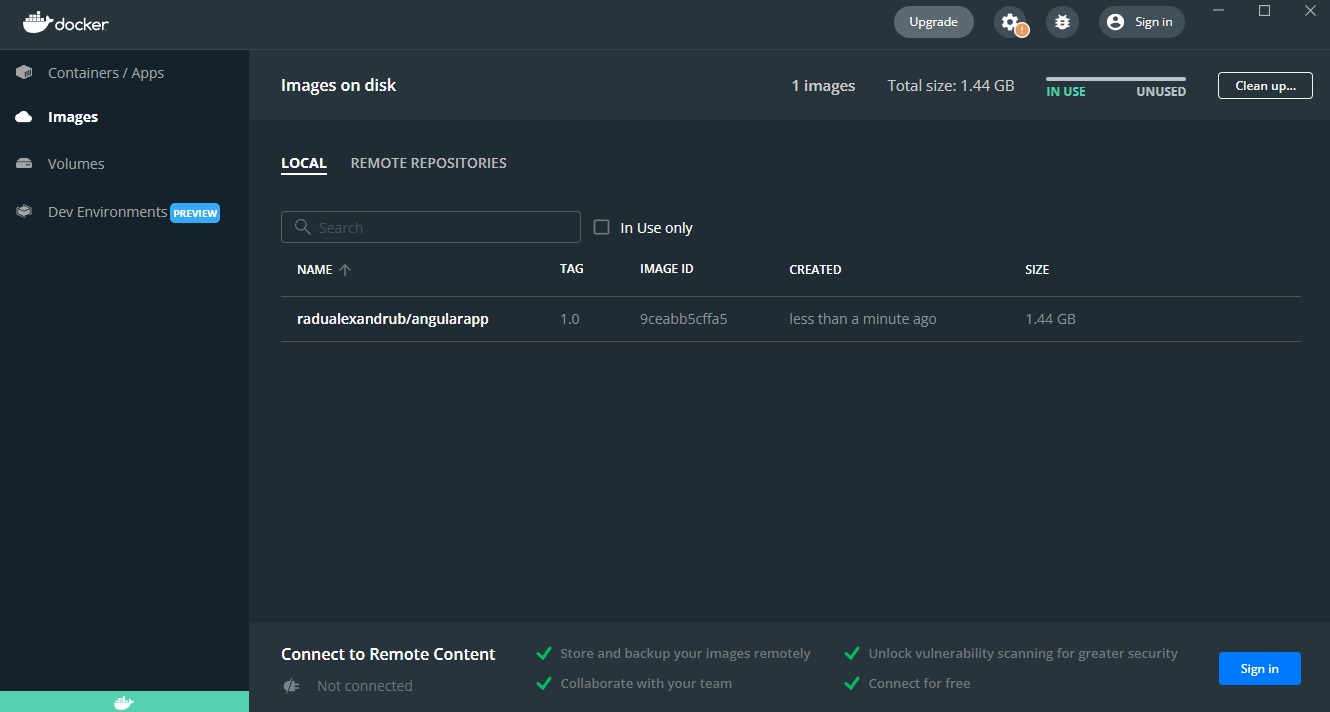 docker
Upgrade
Sign in
Containers / Apps
Images
Volumes
Dev Environments PREVIEW
Images on disk
1 images
Total size: 1.44 GB
IN USE
UNUSED
Clean up...
LOCAL
REMOTE REPOSITORIES
Search
In Use only
NAME TAG IMAGE ID CREATED SIZE
radualexandrub/angularapp 1.0 9ceabb5cffa5 less than a minute ago 1.44 GB
Connect to Remote Content
Not connected
Store and backup your images remotely
Collaborate with your team
Unlock vulnerability scanning for greater security
Connect for free
Sign in